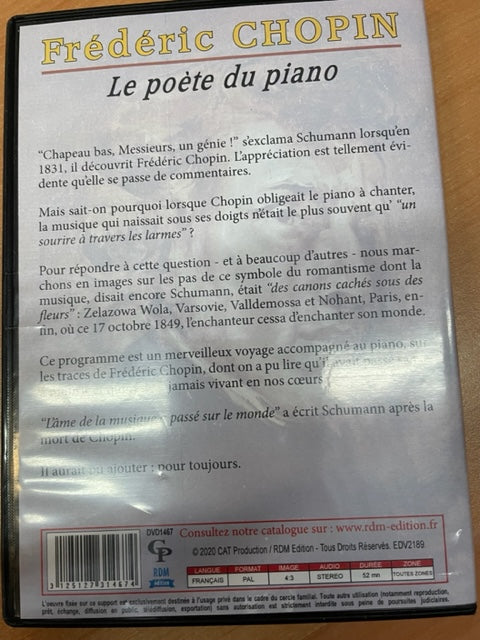 Frédéric CHOPIN
Le poète du piano
"Chapeau bas, Messieurs, un génie !" s'exclama Schumann lorsqu'en
1831, il découvrit Frédéric Chopin. L'appréciation est tellement évi-
dente qu'elle se passe de commentaires.
Mais sait-on pourquoi lorsque Chopin obligeait le piano à chanter,
la musique qui naissait sous ses doigts n'était le plus souvent qu' "un
sourire à travers les larmes" ?
Pour répondre à cette question - et à beaucoup d'autres - nous mar-
chons en images sur les pas de ce symbole du romantisme dont la
musique, disait encore Schumann, était "des canons cachés sous des
fleurs" : Zelazowa Wola, Varsovie, Valldemossa et Nohant, Paris, en-
fin, où ce 17 octobre 1849, l'enchanteur cessa d'enchanter son monde.
Ce programme est un merveilleux voyage accompagné au piano, sur
les traces de Frédéric Chopin, dont on a pu lire qu'il
jamais vivant en nos cœurs
"L'âme de la musique passé sur le monde" a écrit Schumann après la
mort de Chopin.
Il aurait pu ajouter : pour toujours.
DVD1467
Consultez notre catalogue sur : www.rdm-edition.fr
CP
RDM
Edition
© 2020 CAT Production / RDM Edition - Tous Droits Réservés. EDV2189
LANGUE FORMAT IMAGE AUDIO DURÉE ZONE
FRANÇAIS PAL 4:3 STEREO 52 mn TOUTES ZONES
3 125122 314674
L'œuvre fixée sur ce support est exclusivement destinée à l'usage privé dans le cadre du cercle familial. Toute autre utilisation (notamment reproduction,
prêt, échange, diffusion en public, télédiffusion, exportation) sans autorisation est strictement interdite sous peine de poursuites judiciaires.